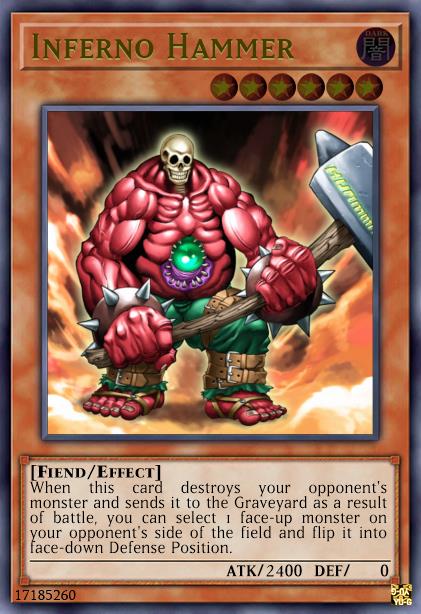 Inferno Hammer
DARK
闇
[Fiend/Effect]
When this card destroys your opponent's
monster and sends it to the Graveyard as a result
of battle, you can select 1 face-up monster on
your opponent's side of the field and flip it into
face-down Defense Position.
ATK/2400 DEF/ 0
17185260